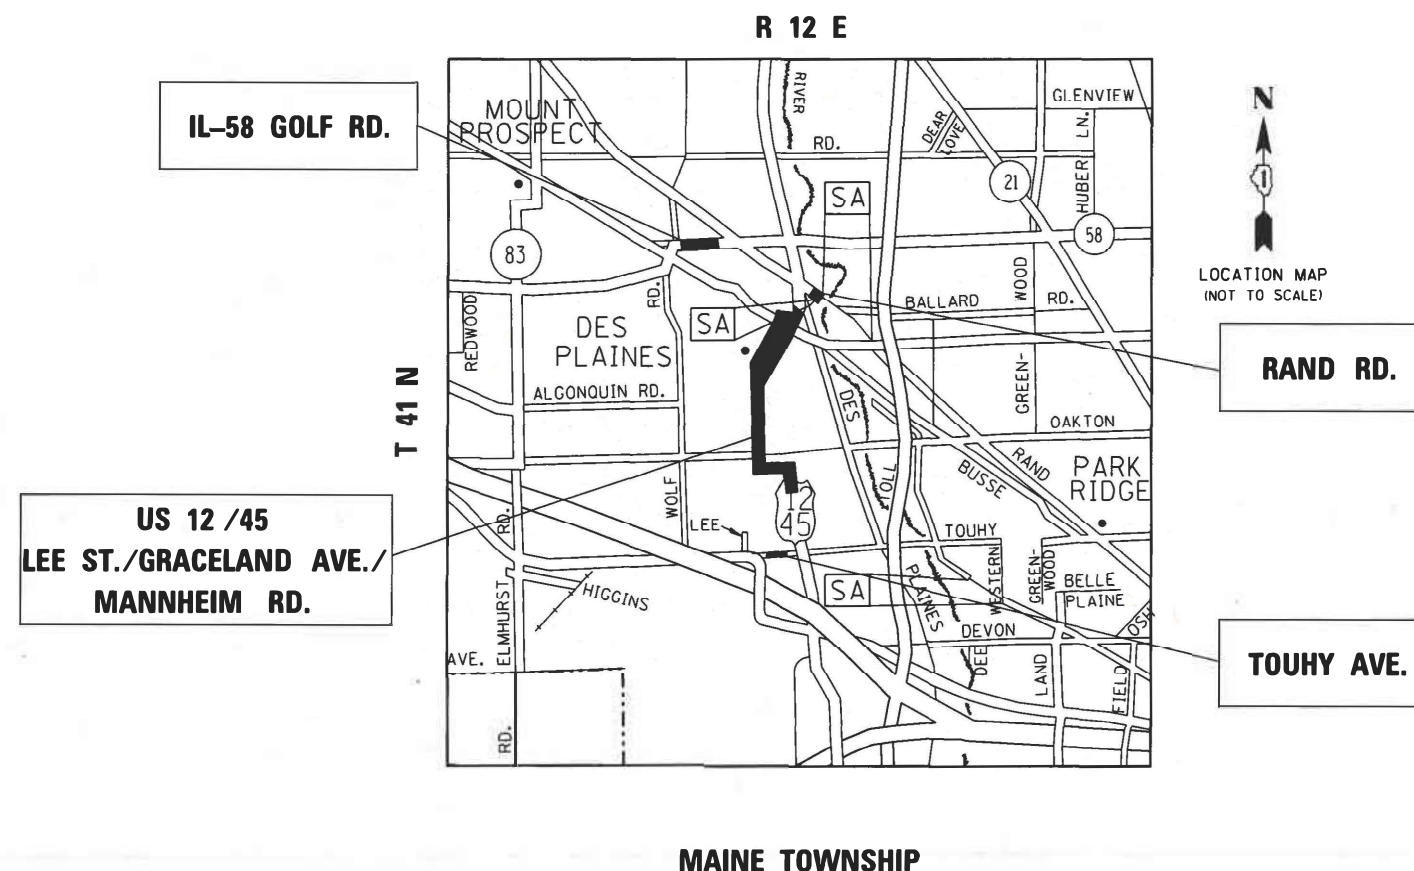 R 12 E
IL-58 GOLF RD.
MOUNT
PROSPECT
RIVER
RD.
DEAR
LOVE
GLENVIEW
HUBER LN.
21
58
83
SA
N
1
LOCATION MAP
(NOT TO SCALE)
REDWOOD
RD.
DES
PLAINES
SA
BALLARD RD.
GREENWOOD
RAND RD.
T 41 N
ALGONQUIN RD.
DES
OAKTON
RAND
BUSSE
PARK
RIDGE
US 12 /45
LEE ST./GRACELAND AVE./
MANNHEIM RD.
WOLF
LEE
12
45
TOLL
TOUHY
RD.
ELMHURST
HIGGINS
SA
PLAINES
WESTERN
GREEN-
WOOD
BELLE
PLAINE
OSH
DEVON
DEE
LAND
FIELD
AVE.
RD.
TOUHY AVE.
MAINE TOWNSHIP